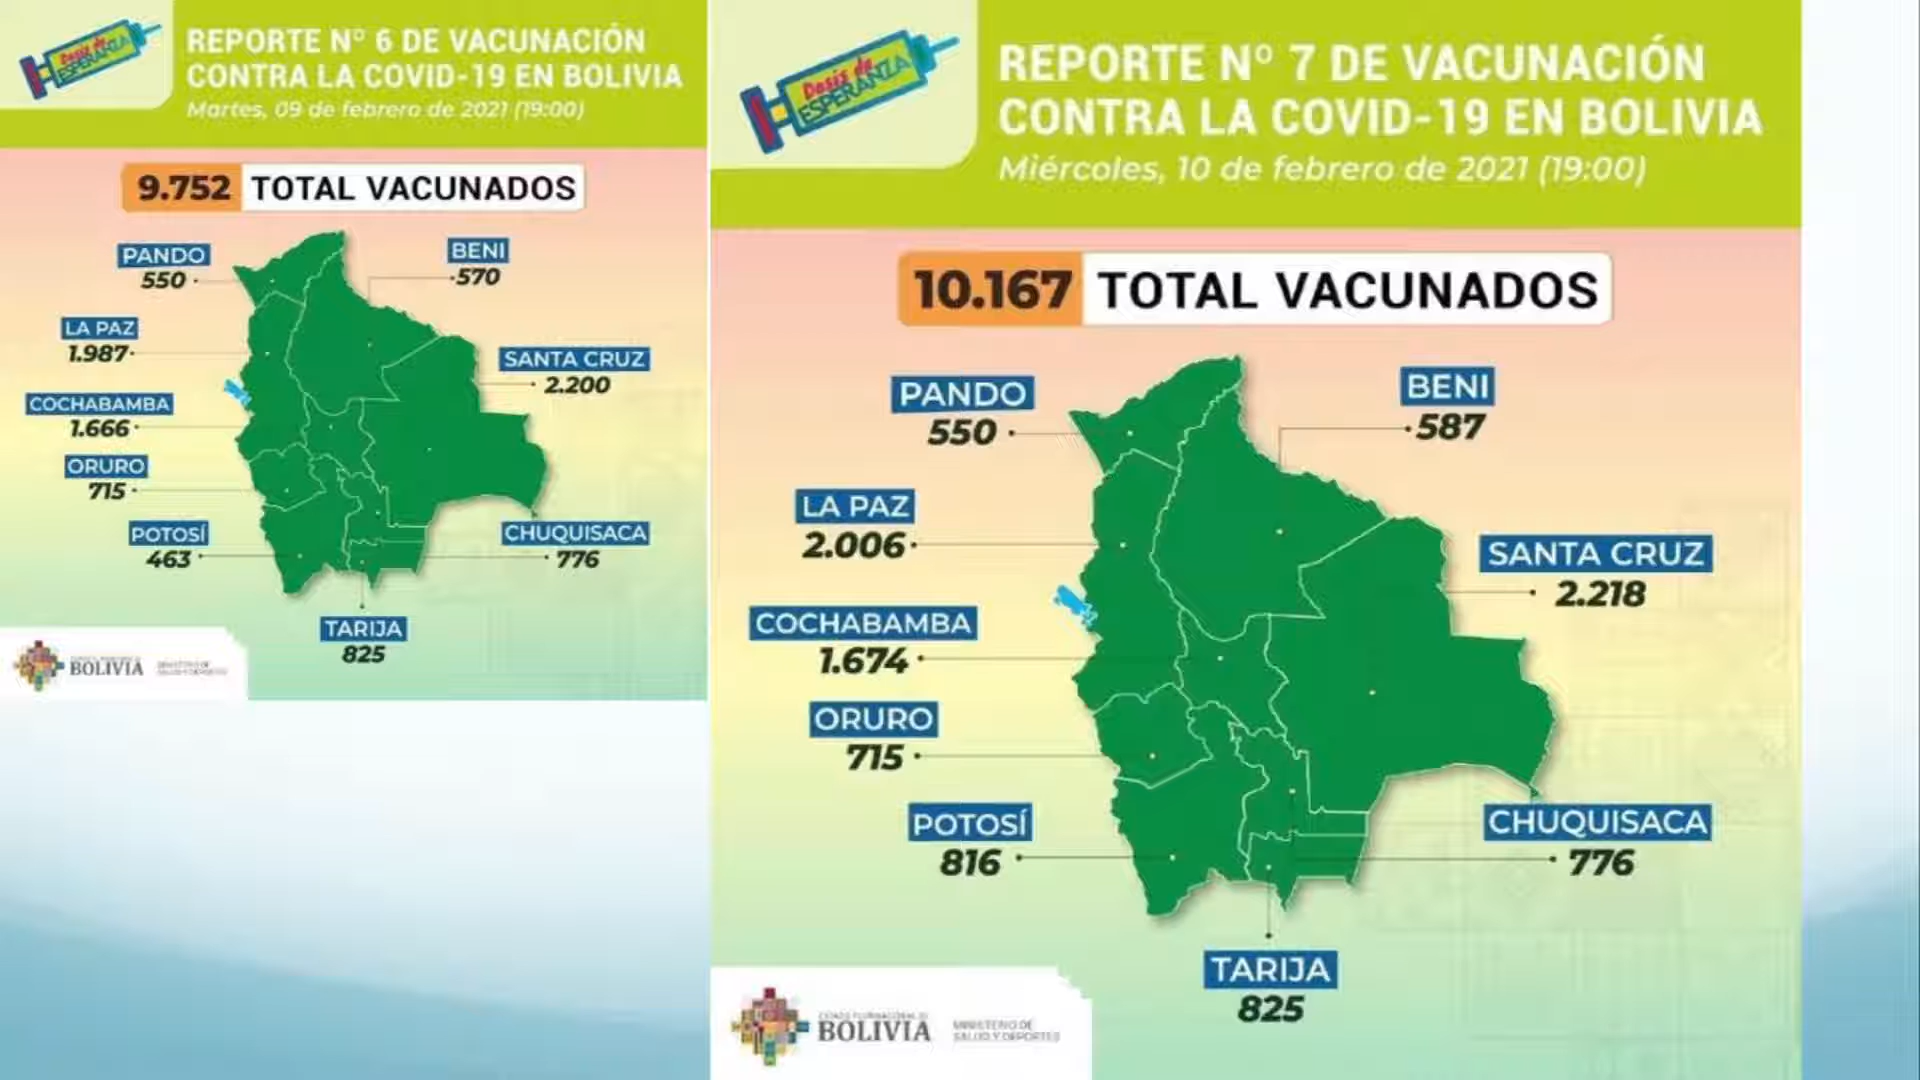 Dosis de
ESPERANZA
REPORTE Nº 6 DE VACUNACIÓN
CONTRA LA COVID-19 EN BOLIVIA
Martes, 09 de febrero de 2021 (19:00)
9.752 TOTAL VACUNADOS
PANDO
550
BENI
570
LA PAZ
1.987
SANTA CRUZ
2.200
COCHABAMBA
1.666
ORURO
715
POTOSÍ
463
CHUQUISACA
776
TARIJA
825
BOLIVIA
MINISTERIO DE
SALUD Y DEPORTES
Dosis de
ESPERANZA
REPORTE Nº 7 DE VACUNACIÓN
CONTRA LA COVID-19 EN BOLIVIA
Miércoles, 10 de febrero de 2021 (19:00)
10.167 TOTAL VACUNADOS
PANDO
550
BENI
587
LA PAZ
2.006
SANTA CRUZ
2.218
COCHABAMBA
1.674
ORURO
715
POTOSÍ
816
CHUQUISACA
776
TARIJA
825
ESTADO PLURINACIONAL DE
BOLIVIA
MINISTERIO DE
SALUD Y DEPORTES